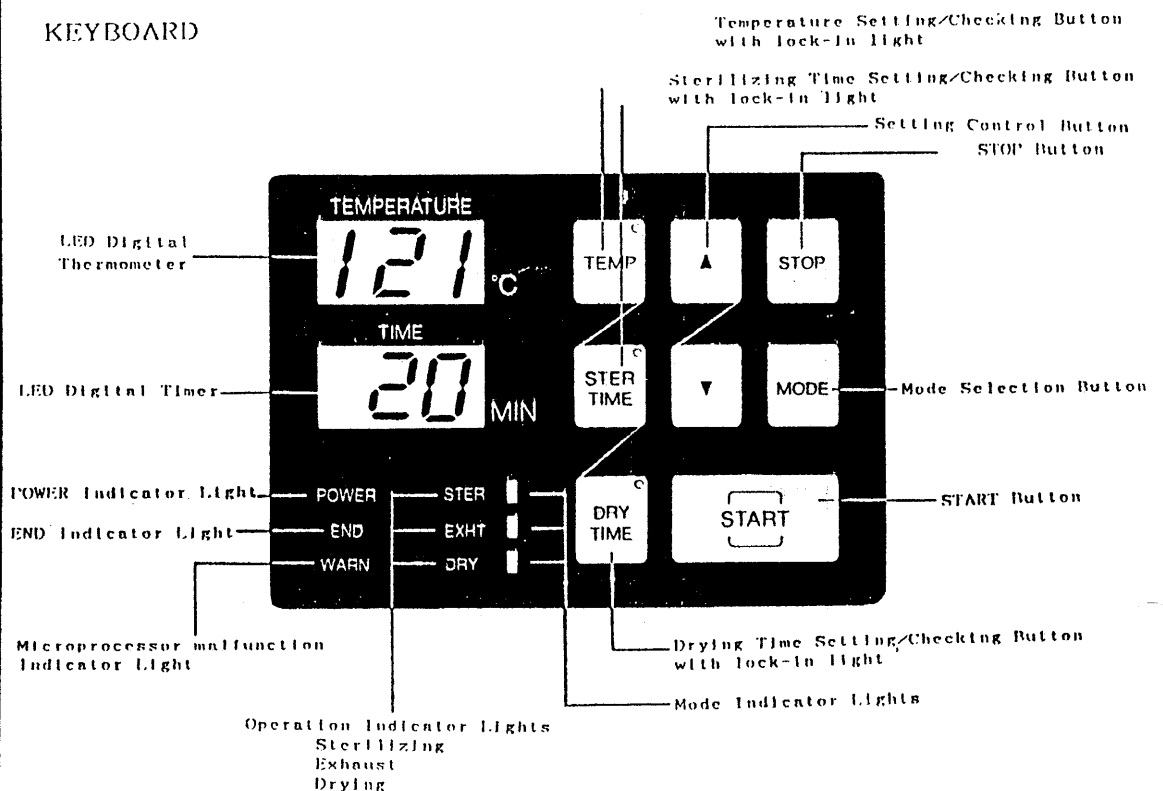 KEYBOARD
Temperature Setting/Checking Button
with lock-in light
Sterilizing Time Setting/Checking Button
with lock-in light
Setting Control Button
STOP Button
TEMPERATURE
LED Digital
Thermometer
121
°C
TEMP
▲
STOP
TIME
LED Digital Timer
20
MIN
STER
TIME
▼
MODE
Mode Selection Button
POWER Indicator Light
POWER
STER
END Indicator Light
END
EXHT
WARN
DRY
DRY
TIME
START
START Button
Microprocessor malfunction
Indicator Light
Drying Time Setting/Checking Button
with lock-in light
Mode Indicator Lights
Operation Indicator Lights
Sterilizing
Exhaust
Drying